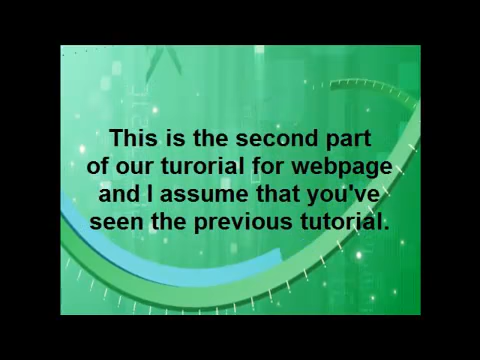 This is the second part
of our turorial for webpage
and I assume that you've
seen the previous tutorial.